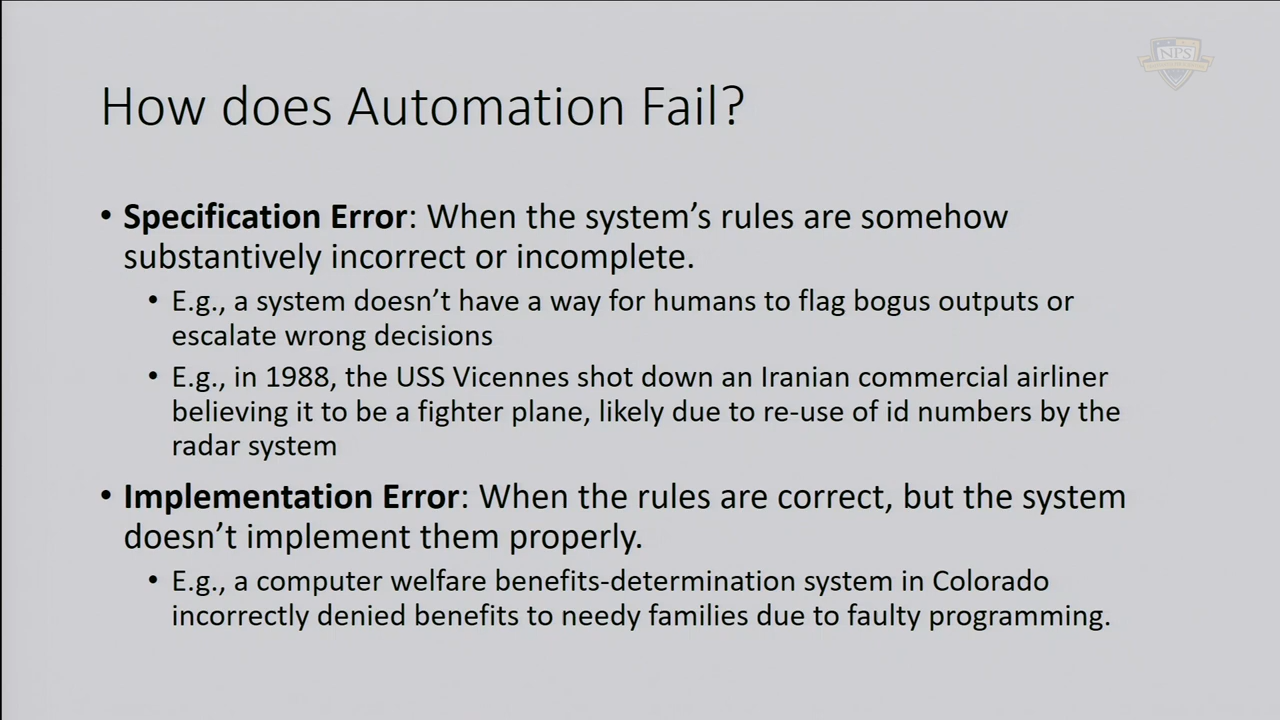 NPS
How does Automation Fail?
• Specification Error: When the system's rules are somehow
substantively incorrect or incomplete.
• E.g., a system doesn't have a way for humans to flag bogus outputs or
escalate wrong decisions
• E.g., in 1988, the USS Vicennes shot down an Iranian commercial airliner
believing it to be a fighter plane, likely due to re-use of id numbers by the
radar system
• Implementation Error: When the rules are correct, but the system
doesn't implement them properly.
• E.g., a computer welfare benefits-determination system in Colorado
incorrectly denied benefits to needy families due to faulty programming.